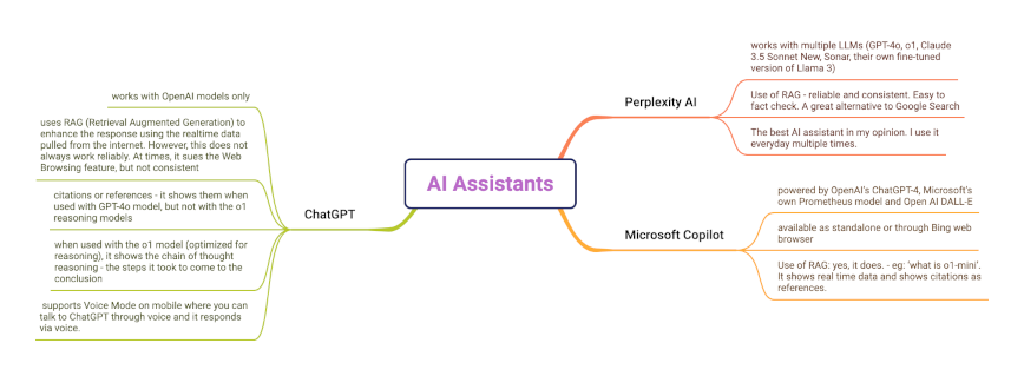 AI Assistants
ChatGPT
works with OpenAI models only
uses RAG (Retrieval Augmented Generation) to
enhance the response using the realtime data
pulled from the internet. However, this does not
always work reliably. At times, it sues the Web
Browsing feature, but not consistent
citations or references - it shows them when
used with GPT-4o model, but not with the o1
reasoning models
when used with the o1 model (optimized for
reasoning), it shows the chain of thought
reasoning - the steps it took to come to the
conclusion
supports Voice Mode on mobile where you can
talk to ChatGPT through voice and it responds
via voice.
Perplexity AI
works with multiple LLMs (GPT-4o, o1, Claude
3.5 Sonnet New, Sonar, their own fine-tuned
version of Llama 3)
Use of RAG - reliable and consistent. Easy to
fact check. A great alternative to Google Search
The best AI assistant in my opinion. I use it
everyday multiple times.
Microsoft Copilot
powered by OpenAI's ChatGPT-4, Microsoft's
own Prometheus model and Open AI DALL-E
available as standalone or through Bing web
browser
Use of RAG: yes, it does. - eg: 'what is o1-mini'.
It shows real time data and shows citations as
references.